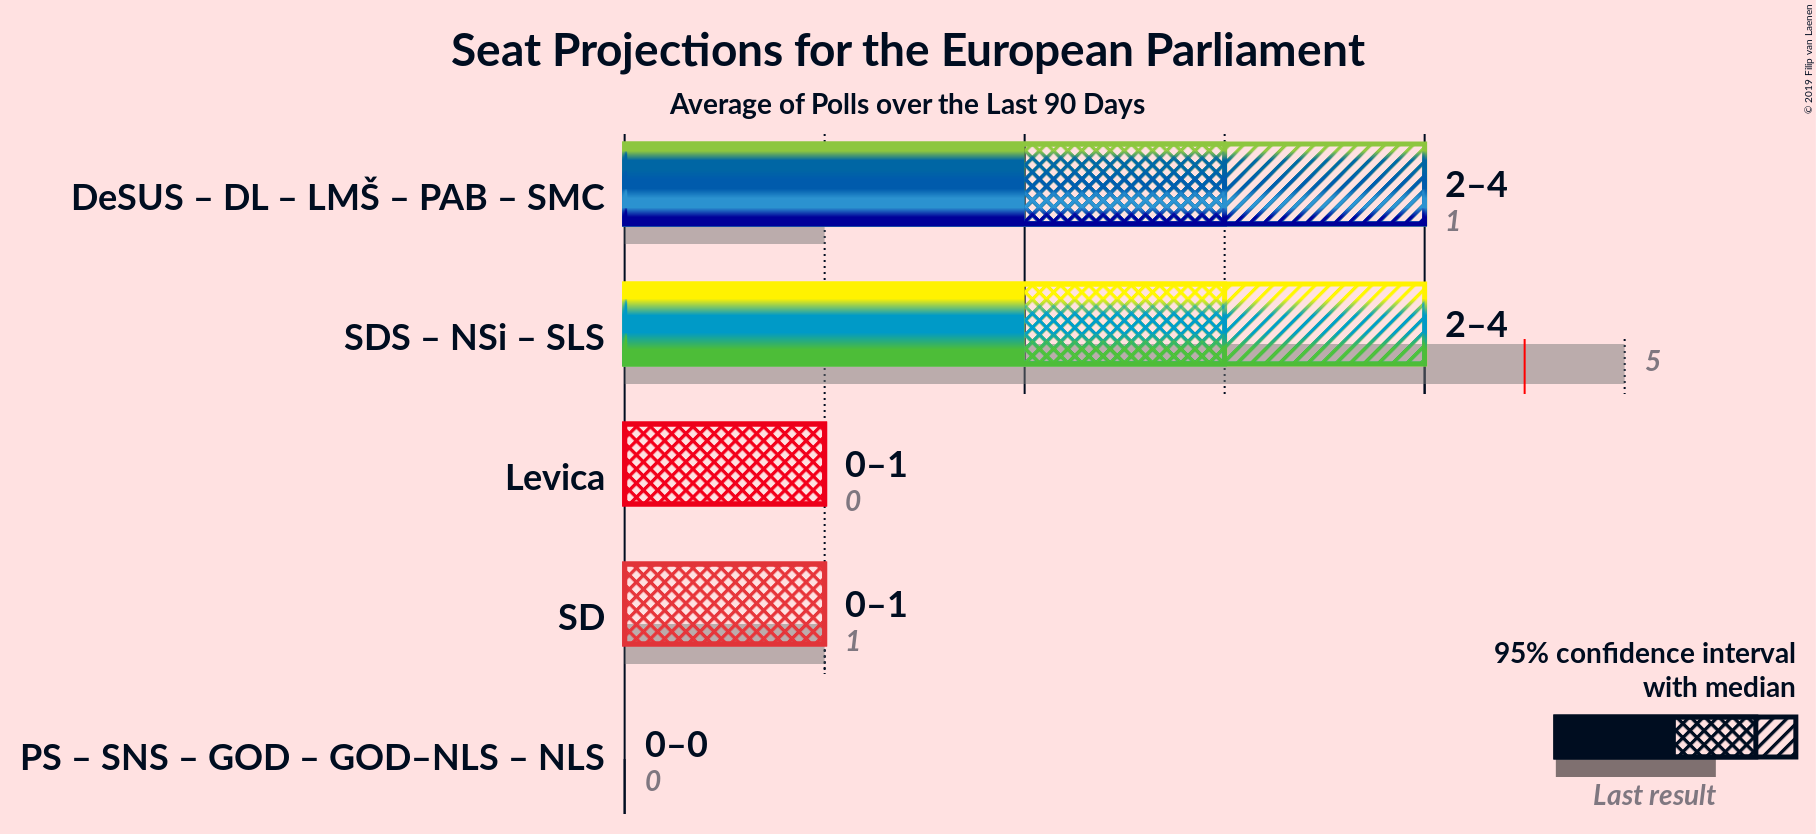 Seat Projections for the European Parliament
Average of Polls over the Last 90 Days
© 2019 Filip van Laenen
DeSUS – DL – LMŠ – PAB – SMC
2–4
1
SDS – NSi – SLS
2–4
5
Levica
0–1
0
SD
0–1
1
PS – SNS – GOD – GOD–NLS – NLS
0–0
0
95% confidence interval
with median
Last result